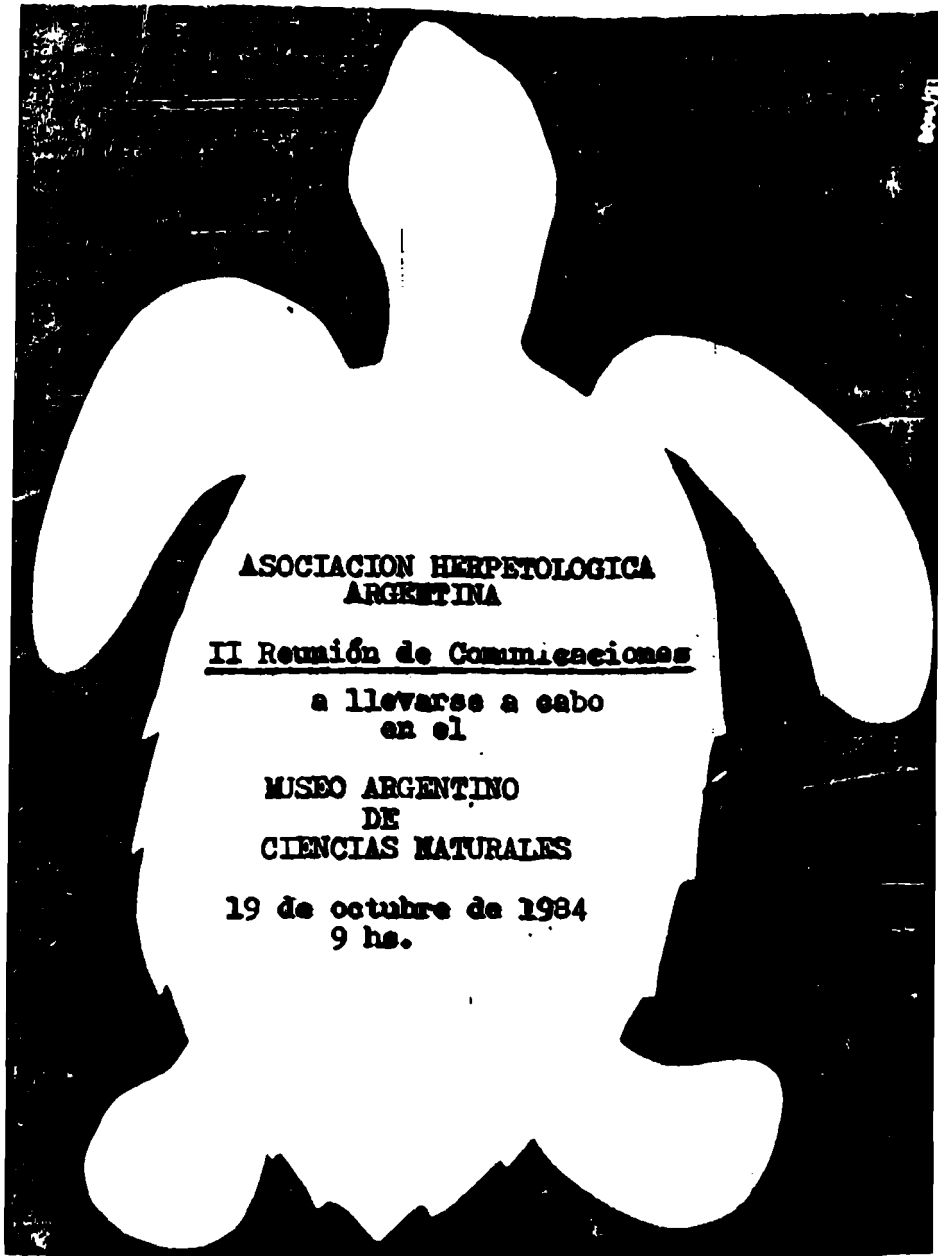 ASOCIACION HERPETOLOGICA
ARGENTINA
II Reunión de Comunicaciones
a llevarse a cabo
en el
MUSEO ARGENTINO
DE
CIENCIAS NATURALES
19 de octubre de 1984
9 hs.